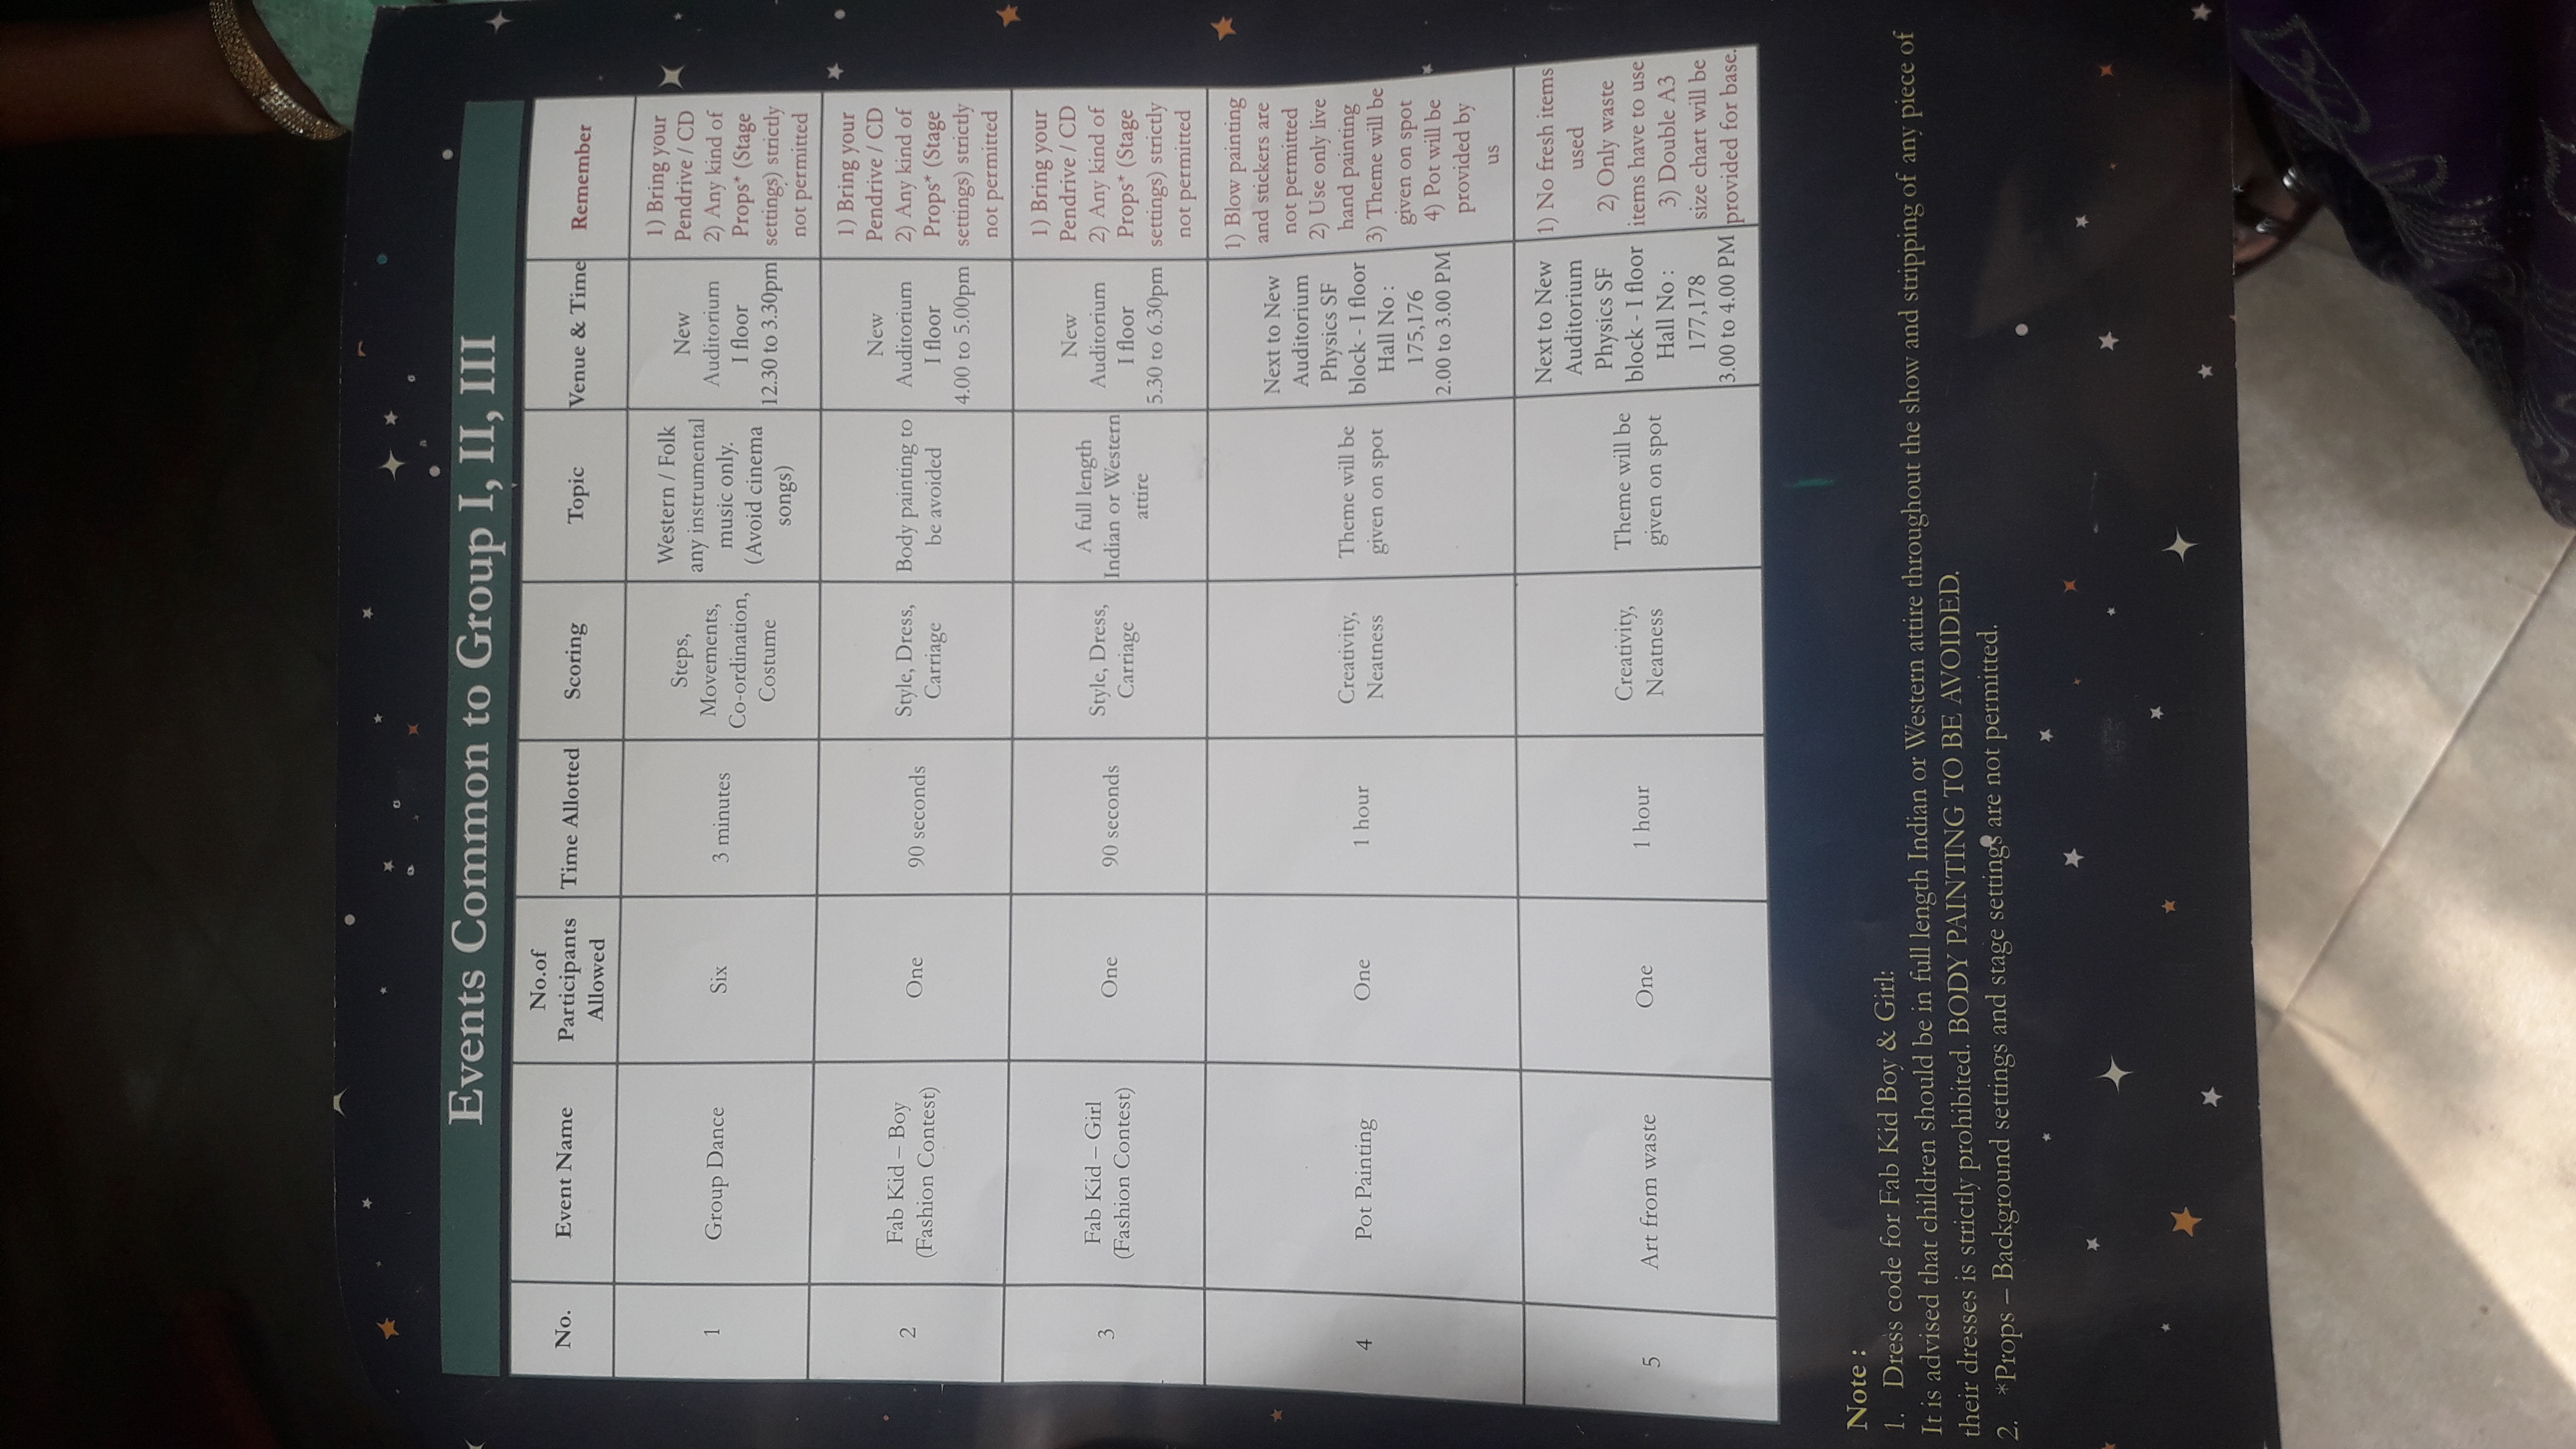 Events Common to Group I, II, III
No.
Event Name
No.of
Participants
Allowed
Time Allotted
Scoring
Topic
Venue & Time
Remember
1
Group Dance
Six
3 minutes
Steps,
Movements,
Co-ordination,
Costume
Western / Folk
any instrumental
music only.
(Avoid cinema
songs)
New
Auditorium
I floor
12.30 to 3.30pm
1) Bring your
Pendrive / CD
2) Any kind of
Props* (Stage
settings) strictly
not permitted
2
Fab Kid – Boy
(Fashion Contest)
One
90 seconds
Style, Dress,
Carriage
Body painting to
be avoided
New
Auditorium
I floor
4.00 to 5.00pm
1) Bring your
Pendrive / CD
2) Any kind of
Props* (Stage
settings) strictly
not permitted
3
Fab Kid – Girl
(Fashion Contest)
One
90 seconds
Style, Dress,
Carriage
A full length
Indian or Western
attire
New
Auditorium
I floor
5.30 to 6.30pm
1) Bring your
Pendrive / CD
2) Any kind of
Props* (Stage
settings) strictly
not permitted
4
Pot Painting
One
1 hour
Creativity,
Neatness
Theme will be
given on spot
Next to New
Auditorium
Physics SF
block - I floor
Hall No :
175,176
2.00 to 3.00 PM
1) Blow painting
and stickers are
not permitted
2) Use only live
hand painting
3) Theme will be
given on spot
4) Pot will be
provided by
us
5
Art from waste
One
1 hour
Creativity,
Neatness
Theme will be
given on spot
Next to New
Auditorium
Physics SF
block - I floor
Hall No :
177,178
3.00 to 4.00 PM
1) No fresh items
used
2) Only waste
items have to use
3) Double A3
size chart will be
provided for base.
Note :
1. Dress code for Fab Kid Boy & Girl:
It is advised that children should be in full length Indian or Western attire throughout the show and stripping of any piece of
their dresses is strictly prohibited. BODY PAINTING TO BE AVOIDED.
2. *Props – Background settings and stage settings are not permitted.